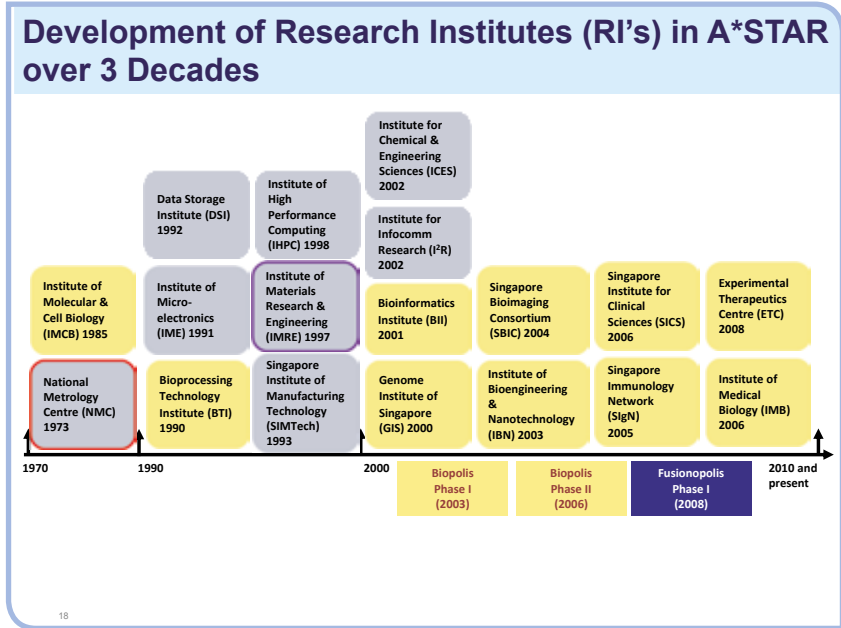 Development of Research Institutes (RI's) in A*STAR
over 3 Decades
Institute for
Chemical &
Engineering
Sciences (ICES)
2002
Data Storage
Institute (DSI)
1992
Institute of
High
Performance
Computing
(IHPC) 1998
Institute for
Infocomm
Research (I²R)
2002
Institute of
Molecular &
Cell Biology
(IMCB) 1985
Institute of
Micro-
electronics
(IME) 1991
Institute of
Materials
Research &
Engineering
(IMRE) 1997
Bioinformatics
Institute (BII)
2001
Singapore
Bioimaging
Consortium
(SBIC) 2004
Singapore
Institute for
Clinical
Sciences (SICS)
2006
Experimental
Therapeutics
Centre (ETC)
2008
National
Metrology
Centre (NMC)
1973
Bioprocessing
Technology
Institute (BTI)
1990
Singapore
Institute of
Manufacturing
Technology
(SIMTech)
1993
Genome
Institute of
Singapore
(GIS) 2000
Institute of
Bioengineering
&
Nanotechnology
(IBN) 2003
Singapore
Immunology
Network
(SIgN)
2005
Institute of
Medical
Biology (IMB)
2006
1970
1990
2000
2010 and
present
Biopolis
Phase I
(2003)
Biopolis
Phase II
(2006)
Fusionopolis
Phase I
(2008)
18